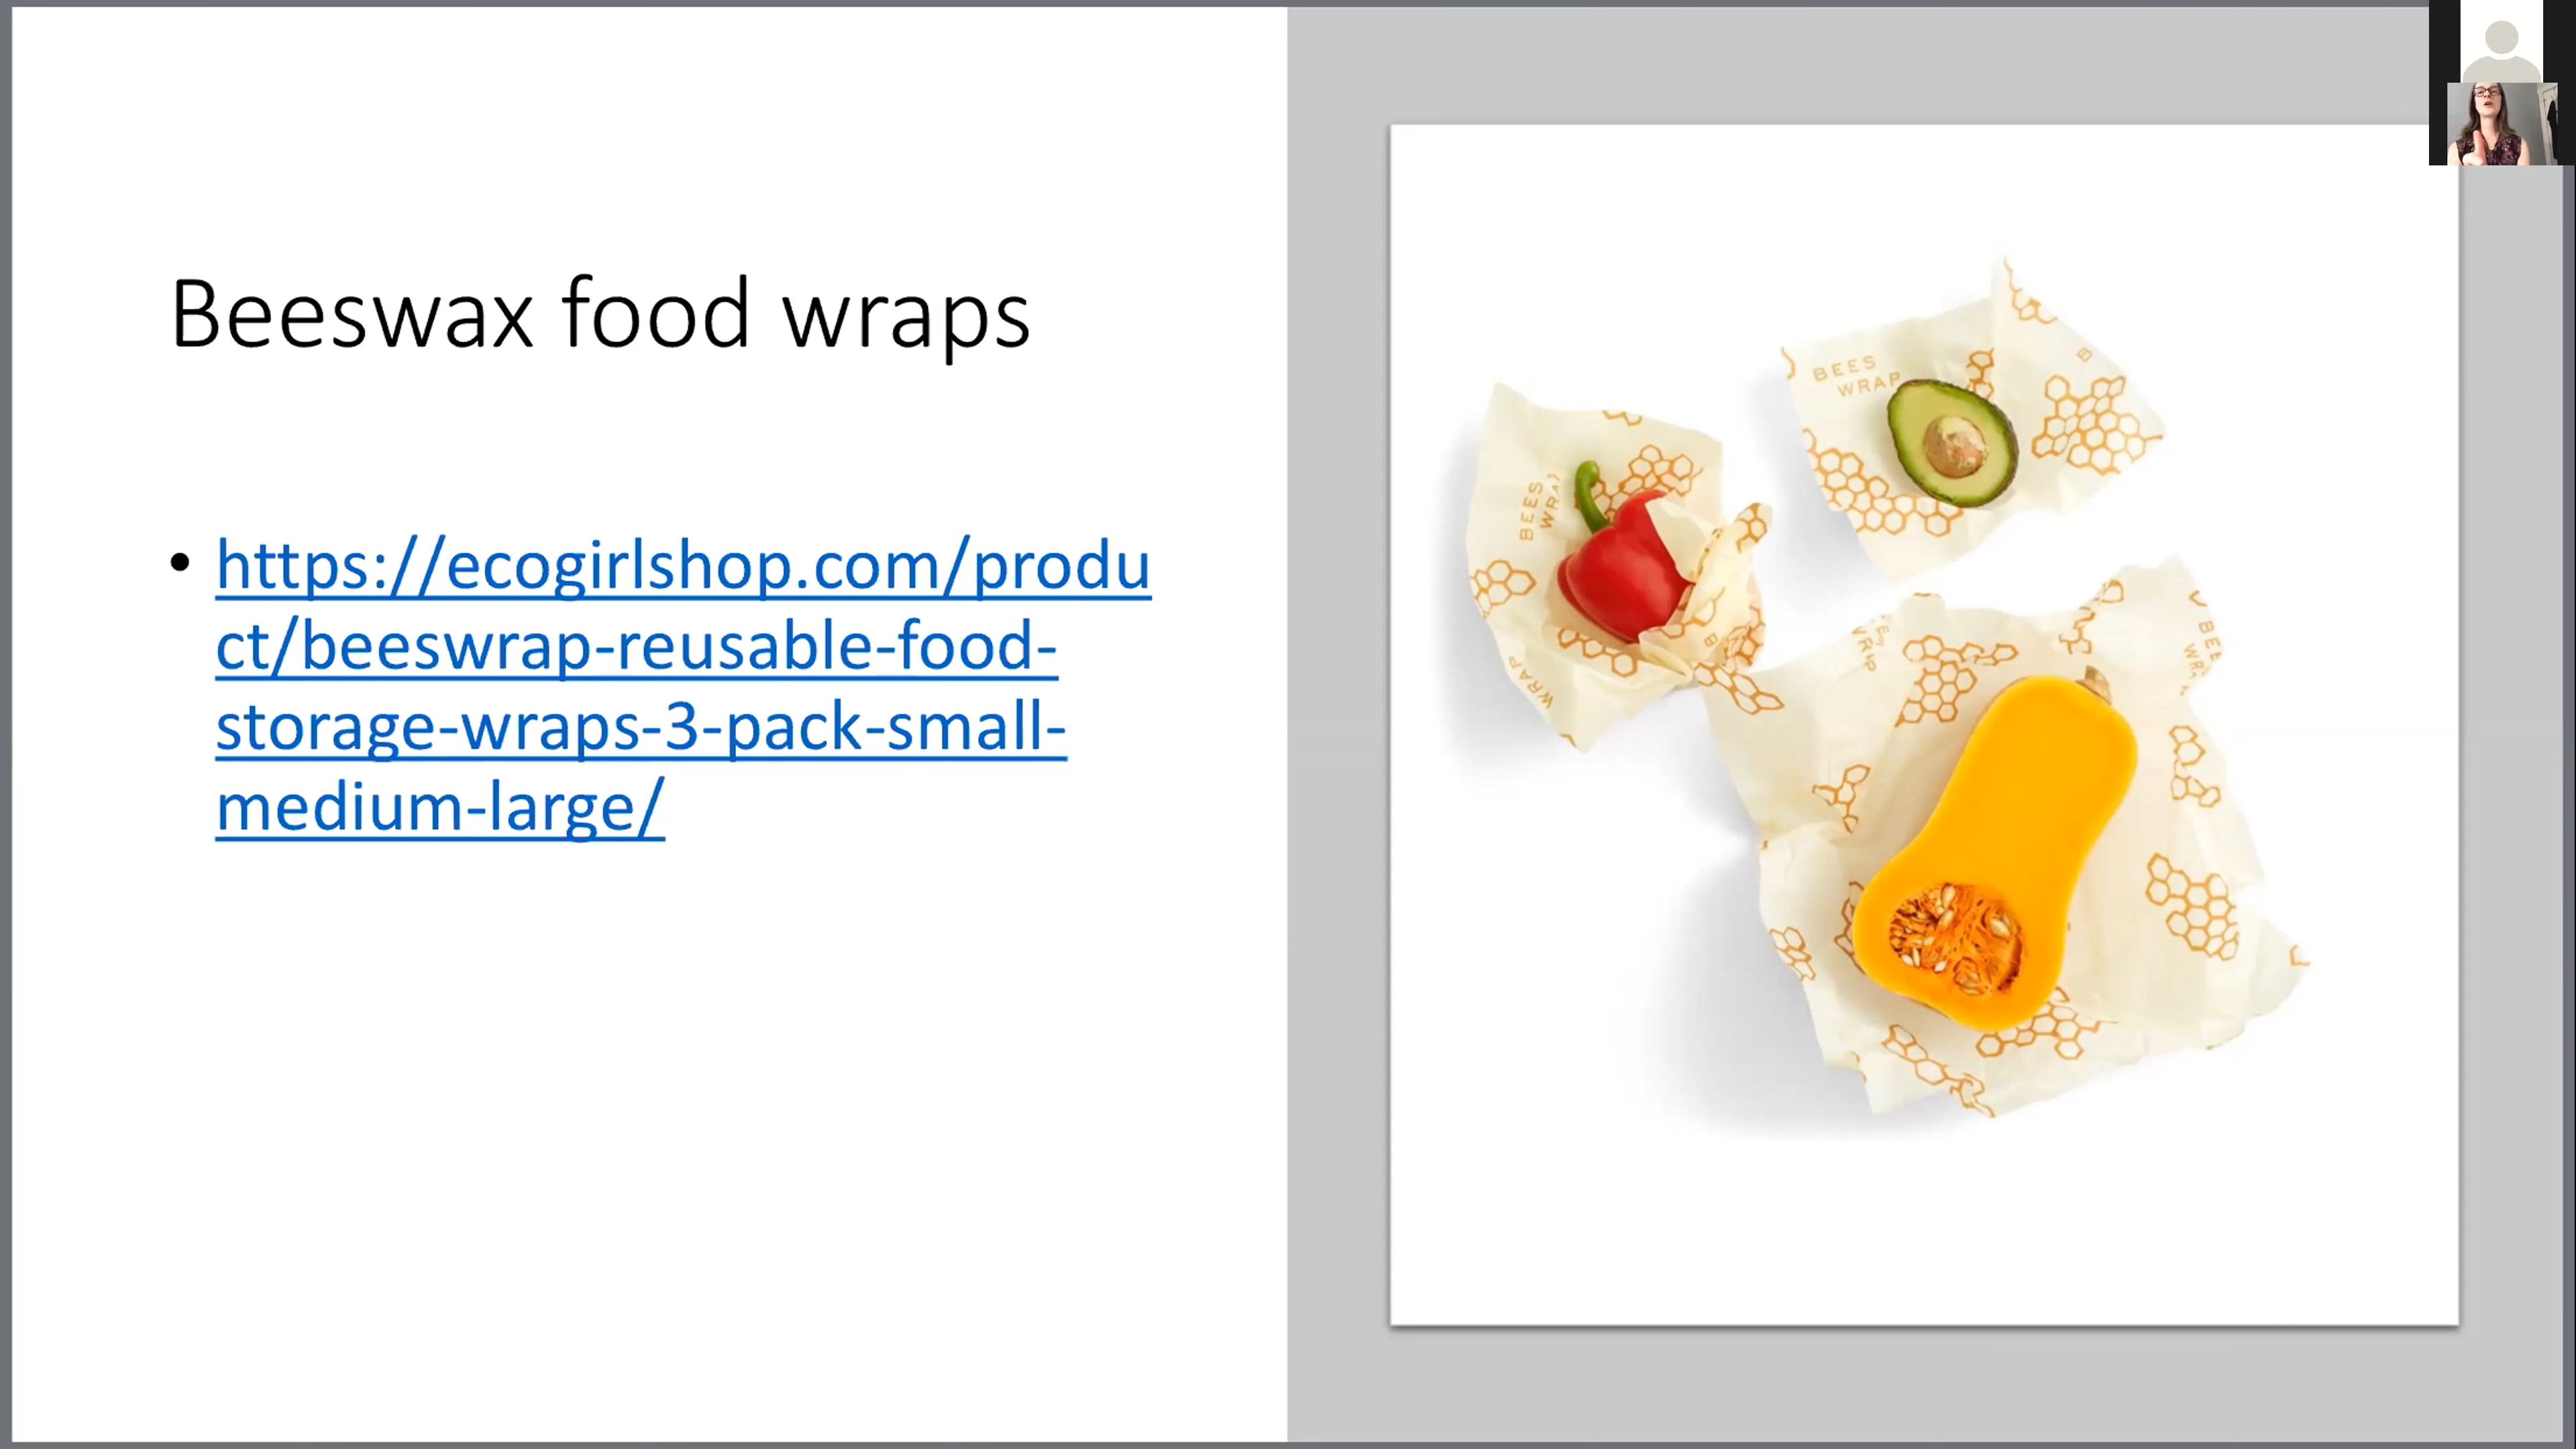 Beeswax food wraps
• https://ecogirlshop.com/produ
ct/beeswrap-reusable-food-
storage-wraps-3-pack-small-
medium-large/
BEES
WRAP
B
BEES
WRAP
WRAP
B